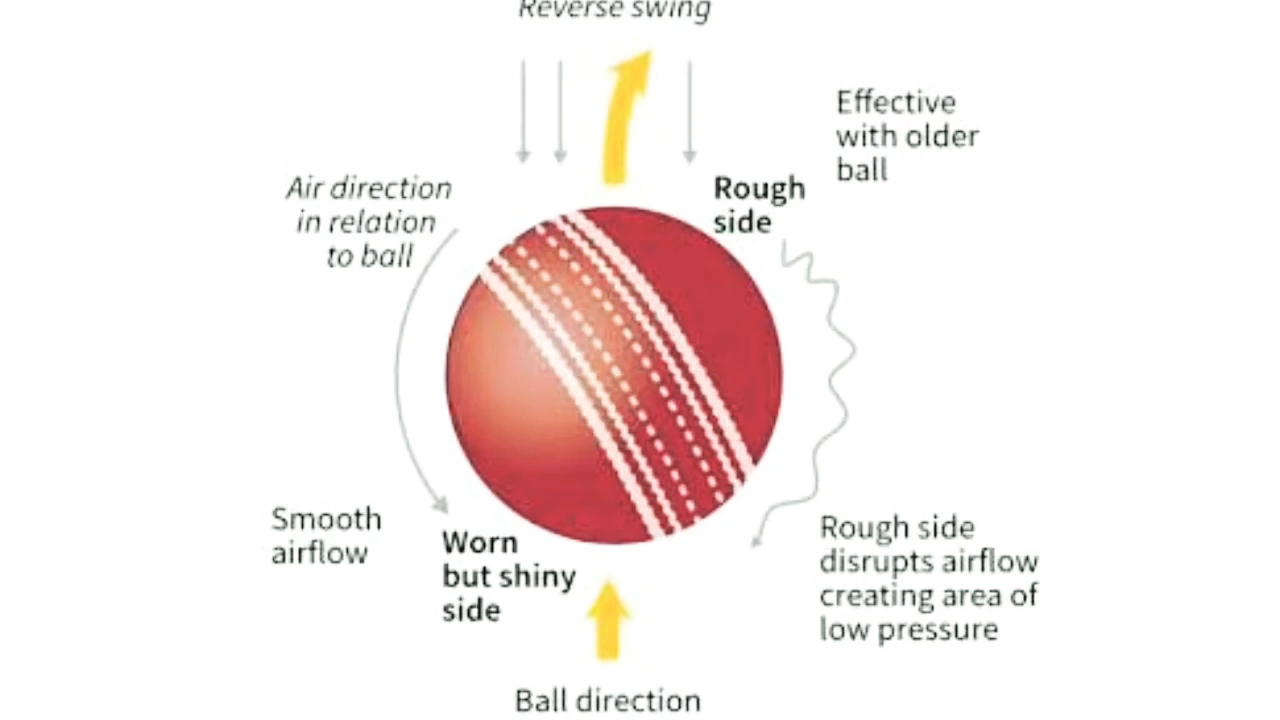 Reverse swing
Effective
with older
ball
Air direction
in relation
to ball
Rough
side
Smooth
airflow
Worn
but shiny
side
Rough side
disrupts airflow
creating area of
low pressure
Ball direction